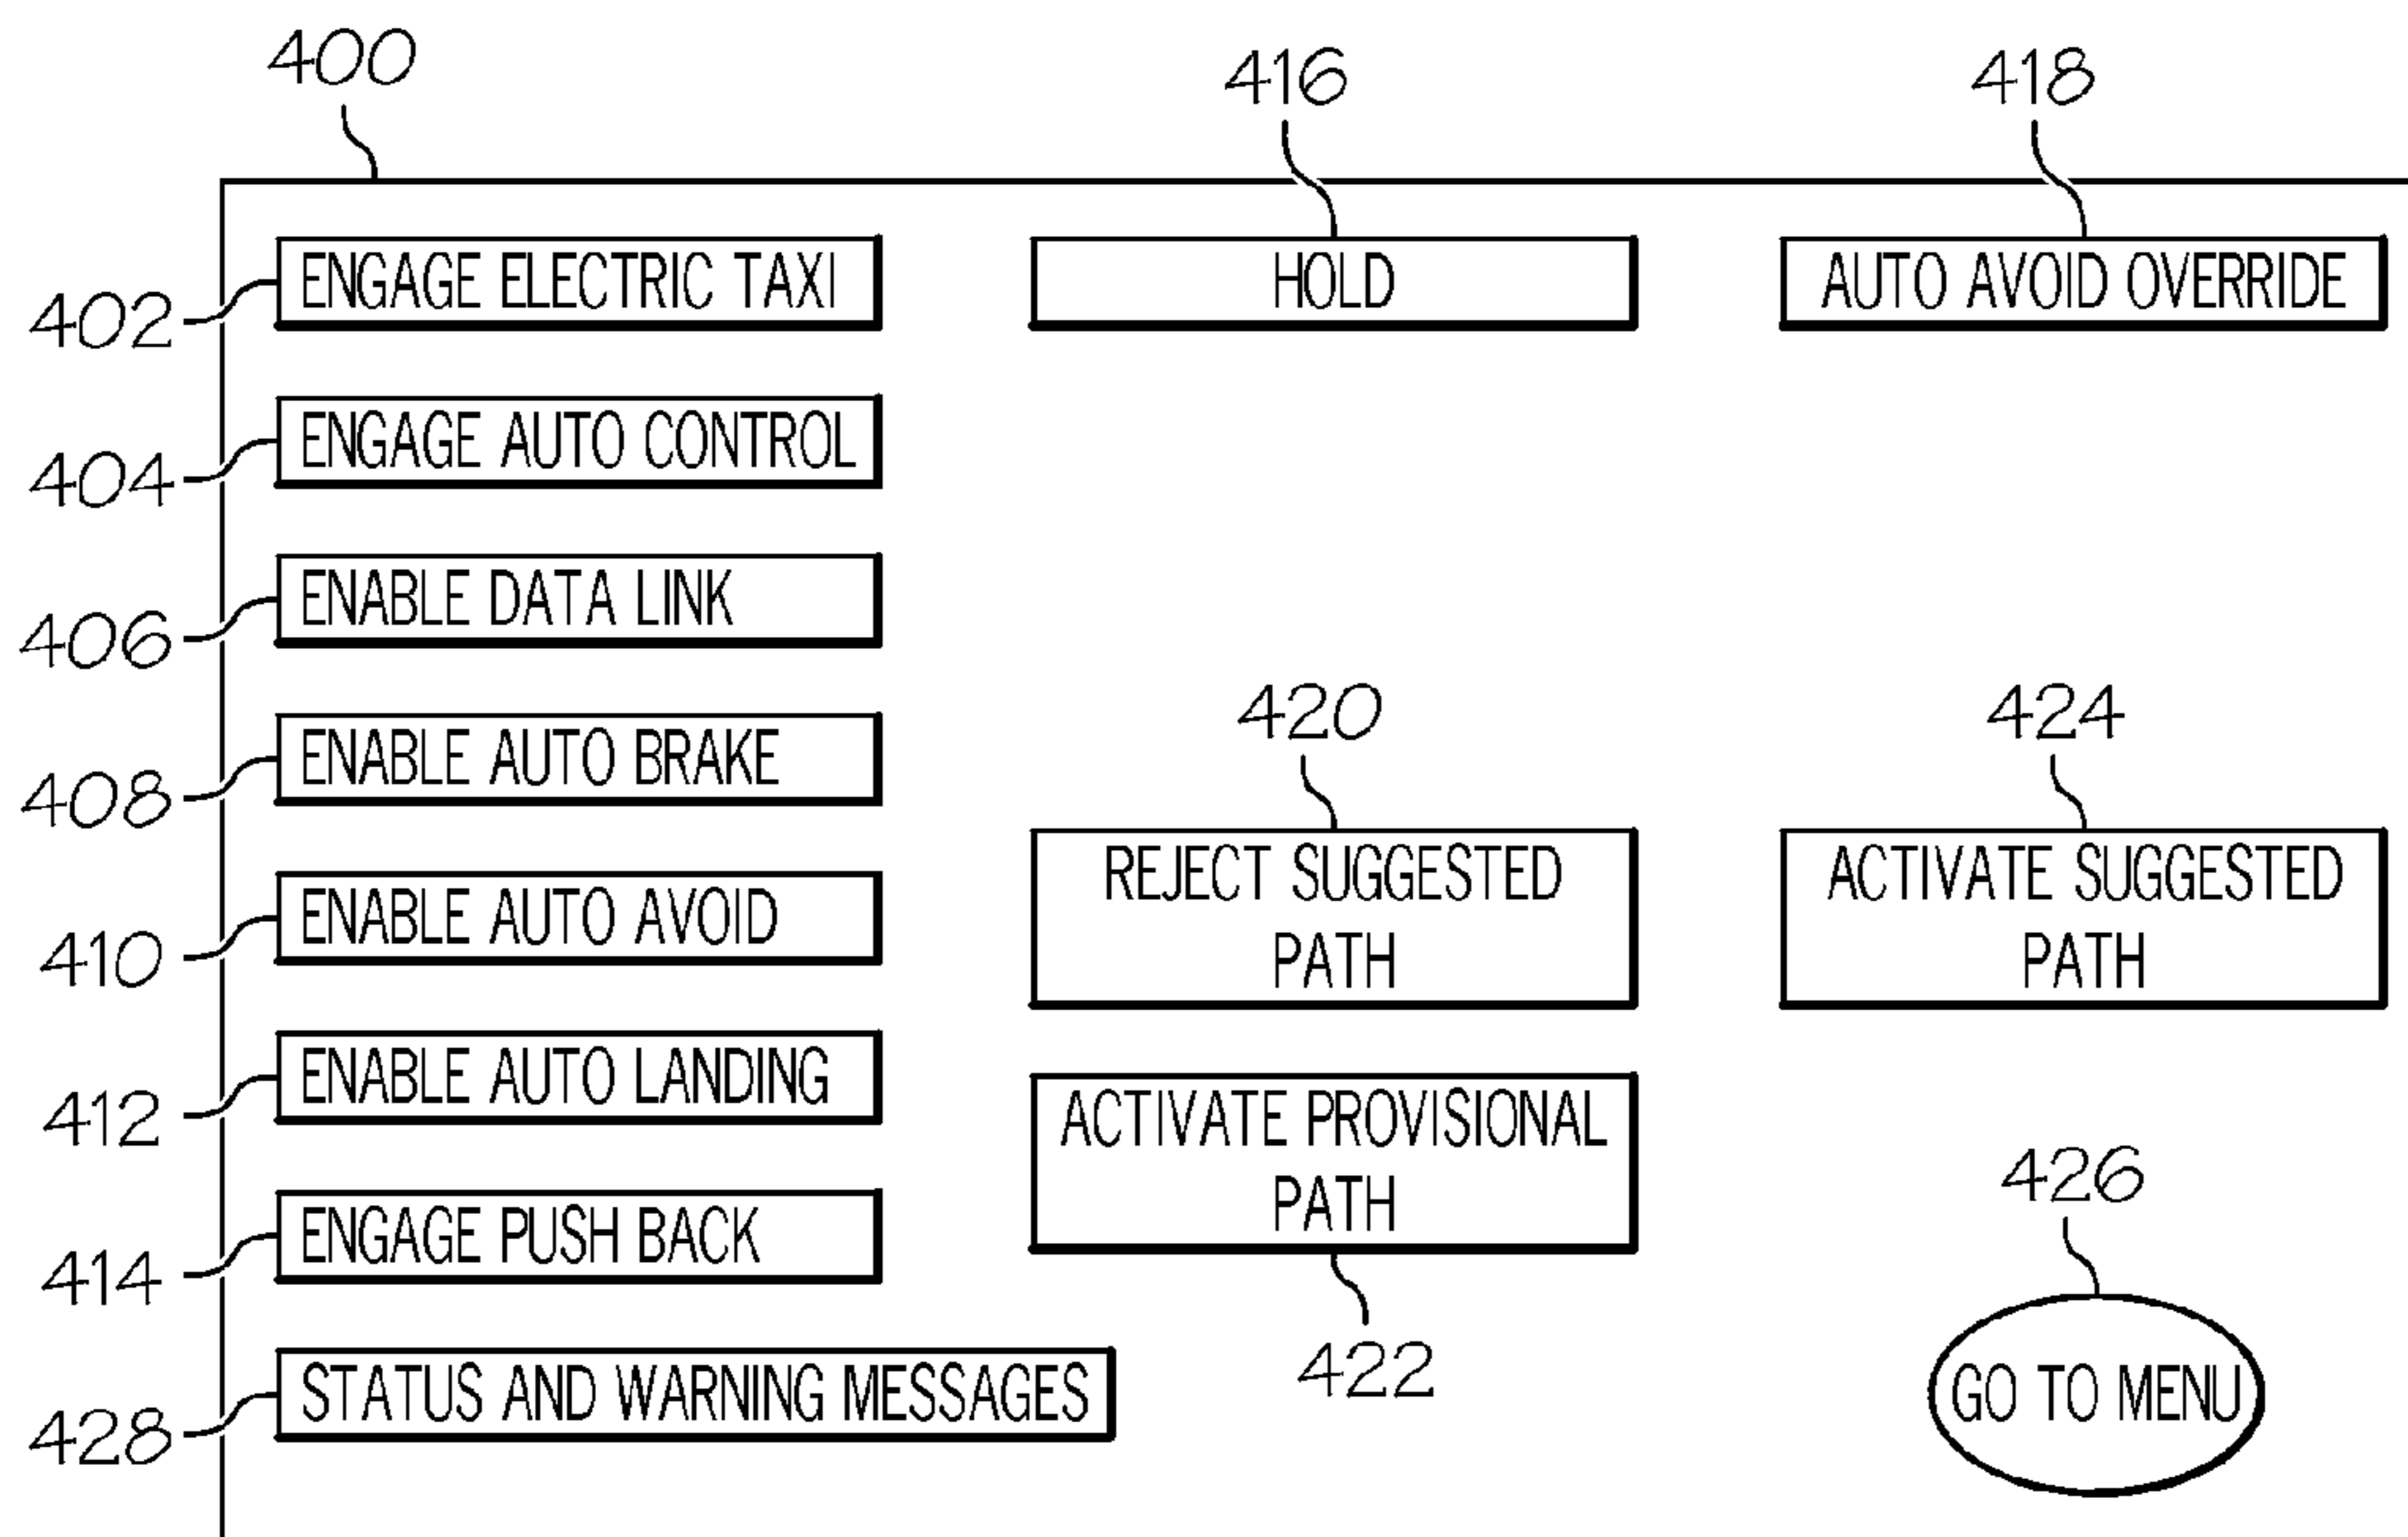 400
416
418
402
ENGAGE ELECTRIC TAXI
HOLD
AUTO AVOID OVERRIDE
404
ENGAGE AUTO CONTROL
406
ENABLE DATA LINK
408
ENABLE AUTO BRAKE
420
424
410
ENABLE AUTO AVOID
REJECT SUGGESTED
PATH
ACTIVATE SUGGESTED
PATH
412
ENABLE AUTO LANDING
ACTIVATE PROVISIONAL
PATH
414
ENGAGE PUSH BACK
422
426
428
STATUS AND WARNING MESSAGES
GO TO MENU